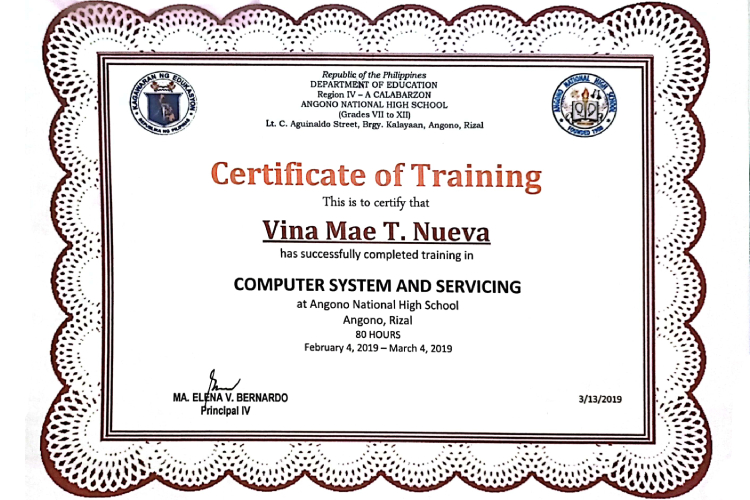 Republic of the Philippines
DEPARTMENT OF EDUCATION
Region IV – A CALABARZON
ANGONO NATIONAL HIGH SCHOOL
(Grades VII to XII)
Lt. C. Aguinaldo Street, Brgy. Kalayaan, Angono, Rizal
KAGAWARAN NG EDUKASYON
REPUBLIKA NG PILIPINAS
ANGONO NATIONAL HIGH SCHOOL
FOUNDED
Certificate of Training
This is to certify that
Vina Mae T. Nueva
has successfully completed training in
COMPUTER SYSTEM AND SERVICING
at Angono National High School
Angono, Rizal
80 HOURS
February 4, 2019 – March 4, 2019
MA. ELENA V. BERNARDO
Principal IV
3/13/2019